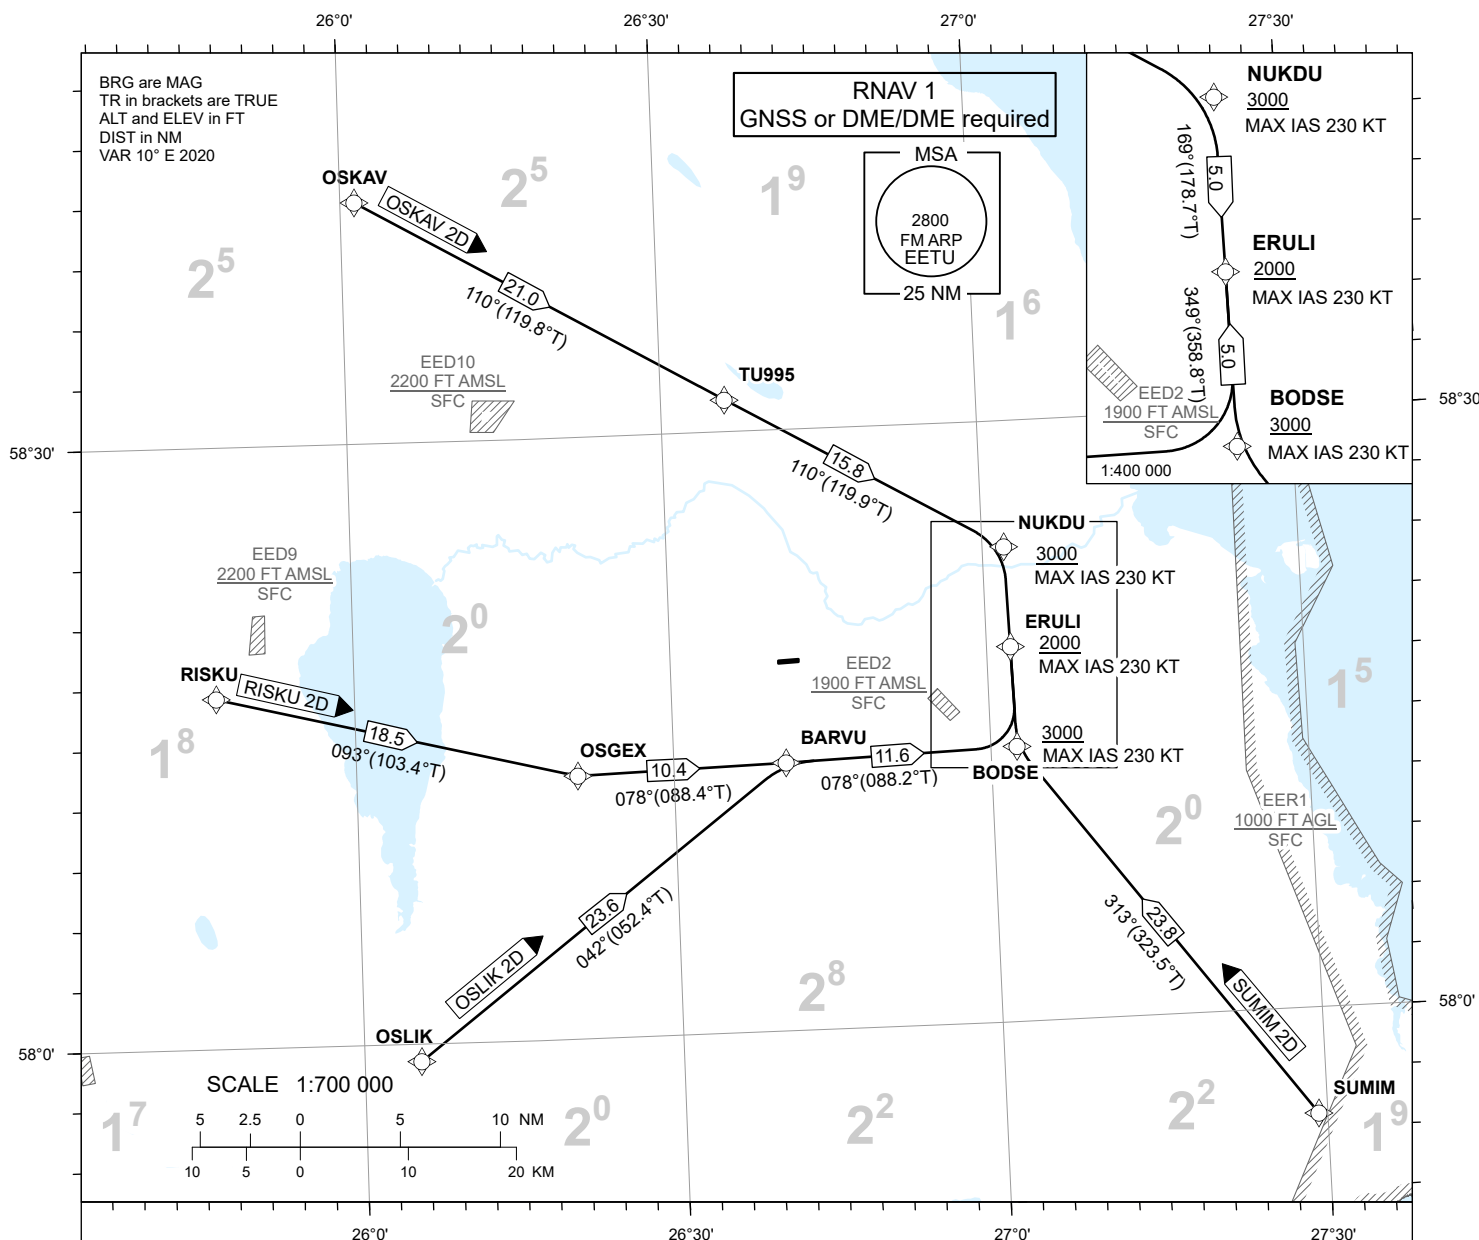 26°0'
26°30'
27°0'
27°30'
BRG are MAG
TR in brackets are TRUE
ALT and ELEV in FT
DIST in NM
VAR 10° E 2020
RNAV 1
GNSS or DME/DME required
MSA
2800
FM ARP
EETU
25 NM
NUKDU
3000
MAX IAS 230 KT
169°(178.7°T)
5.0
ERULI
2000
MAX IAS 230 KT
349°(358.8°T)
5.0
EED2
1900 FT AMSL
SFC
BODSE
3000
MAX IAS 230 KT
1:400 000
OSKAV
OSKAV 2D
2⁵
1⁹
2⁵
21.0
110°(119.8°T)
1⁶
EED10
2200 FT AMSL
SFC
TU995
58°30'
58°30'
15.8
110°(119.9°T)
NUKDU
3000
MAX IAS 230 KT
EED9
2200 FT AMSL
SFC
2⁰
ERULI
2000
MAX IAS 230 KT
EED2
1900 FT AMSL
SFC
1⁵
RISKU
RISKU 2D
18.5
093°(103.4°T)
1⁸
OSGEX
10.4
078°(088.4°T)
BARVU
11.6
078°(088.2°T)
3000
MAX IAS 230 KT
BODSE
EER1
1000 FT AGL
SFC
2⁰
23.6
042°(052.4°T)
OSLIK 2D
23.8
313°(323.5°T)
SUMIM 2D
2⁸
58°0'
OSLIK
58°0'
SUMIM
SCALE 1:700 000
5 2.5 0 5 10 NM
10 5 0 10 20 KM
1⁷
2⁰
2²
2²
1⁹
26°0'
26°30'
27°0'
27°30'